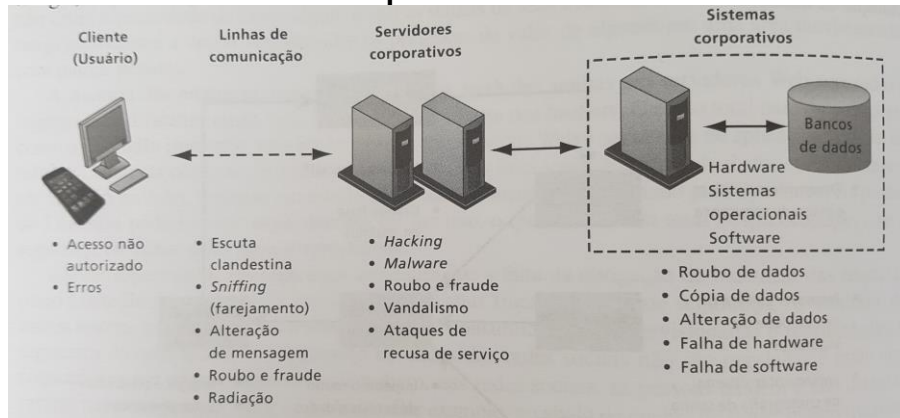 Cliente
(Usuário)
Linhas de
comunicação
Servidores
corporativos
Sistemas
corporativos
Bancos
de dados
Hardware
Sistemas
operacionais
Software
• Acesso não
autorizado
• Erros
• Escuta
clandestina
• Sniffing
(farejamento)
• Alteração
de mensagem
• Roubo e fraude
• Radiação
• Hacking
• Malware
• Roubo e fraude
• Vandalismo
• Ataques de
recusa de serviço
• Roubo de dados
• Cópia de dados
• Alteração de dados
• Falha de hardware
• Falha de software